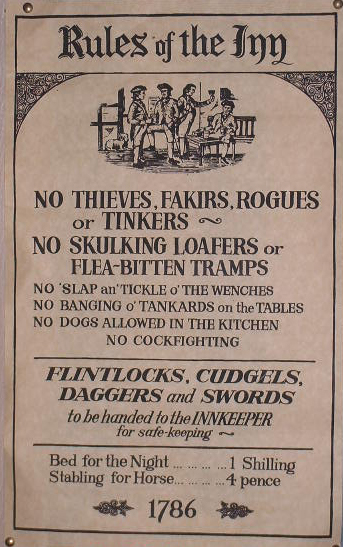 Rules of the Inn
NO THIEVES, FAKIRS, ROGUES
or TINKERS ~
NO SKULKING LOAFERS or
FLEA-BITTEN TRAMPS
NO 'SLAP an' TICKLE o' THE WENCHES
NO BANGING o' TANKARDS on the TABLES
NO DOGS ALLOWED IN THE KITCHEN
NO COCKFIGHTING
FLINTLOCKS, CUDGELS,
DAGGERS and SWORDS
to be handed to the INNKEEPER
for safe-keeping ~
Bed for the Night ... ... ... ... 1 Shilling
Stabling for Horse... ... ... ... 4 pence
1786